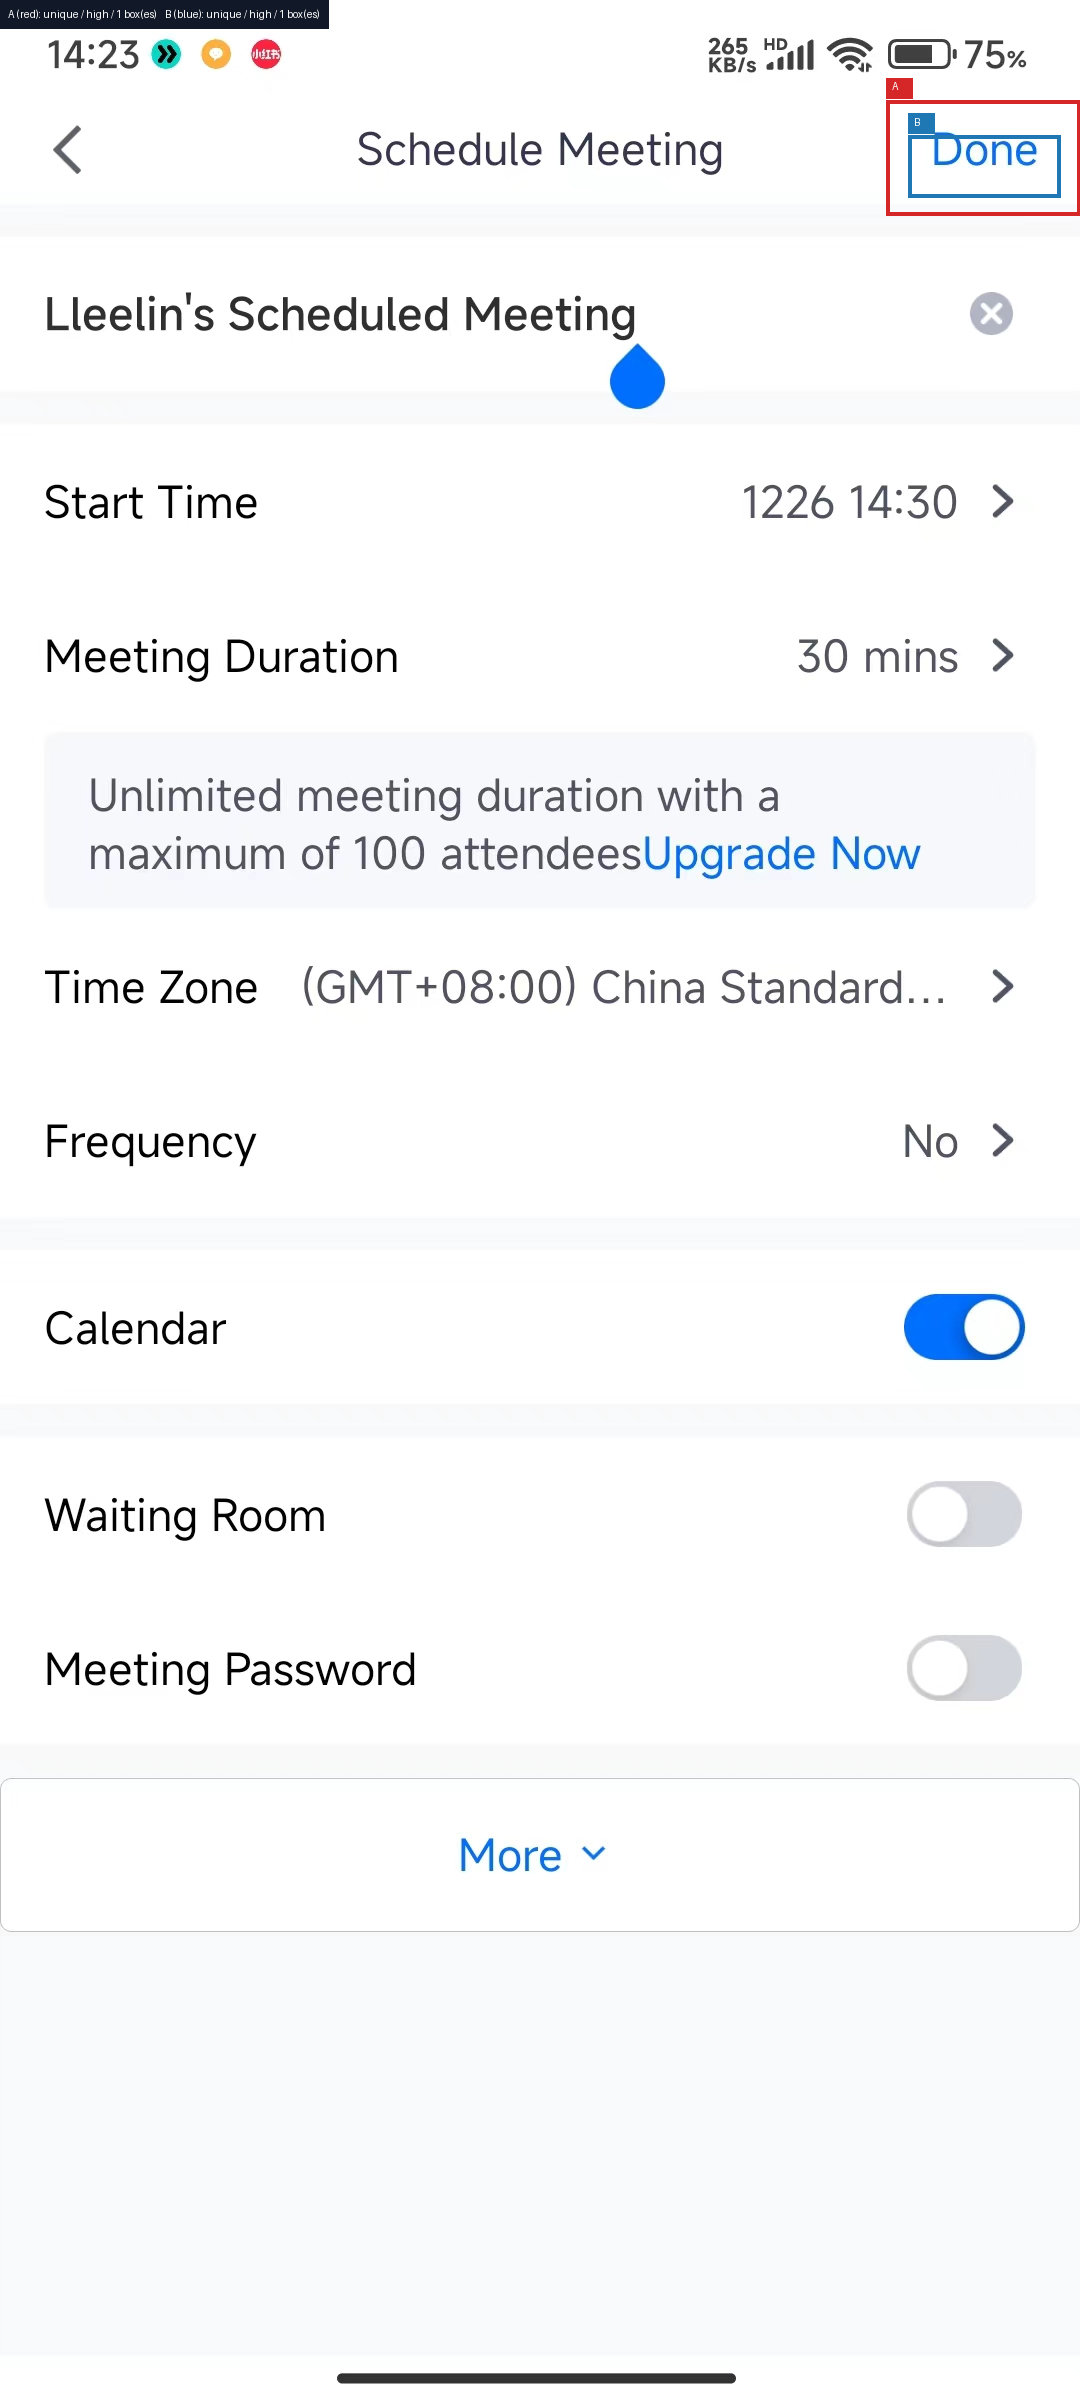 A (red): unique / high / 1 box(es) B (blue): unique / high / 1 box(es)
14:23 小红书 265 KB/s HD 75%
A
B
Schedule Meeting Done
Lleelin's Scheduled Meeting
Start Time 1226 14:30
Meeting Duration 30 mins
Unlimited meeting duration with a
maximum of 100 attendeesUpgrade Now
Time Zone (GMT+08:00) China Standard...
Frequency No
Calendar
Waiting Room
Meeting Password
More